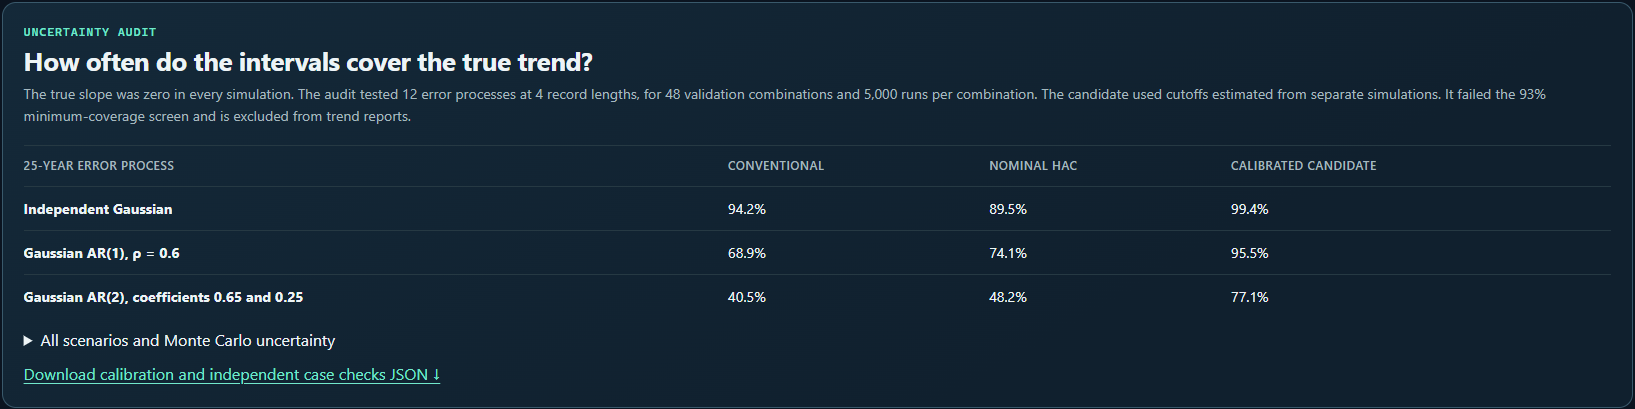 UNCERTAINTY AUDIT
How often do the intervals cover the true trend?
The true slope was zero in every simulation. The audit tested 12 error processes at 4 record lengths, for 48 validation combinations and 5,000 runs per combination. The candidate used cutoffs estimated from separate simulations. It failed the 93%
minimum-coverage screen and is excluded from trend reports.
25-YEAR ERROR PROCESS CONVENTIONAL NOMINAL HAC CALIBRATED CANDIDATE
Independent Gaussian 94.2% 89.5% 99.4%
Gaussian AR(1), ρ = 0.6 68.9% 74.1% 95.5%
Gaussian AR(2), coefficients 0.65 and 0.25 40.5% 48.2% 77.1%
▶ All scenarios and Monte Carlo uncertainty
Download calibration and independent case checks JSON ↓